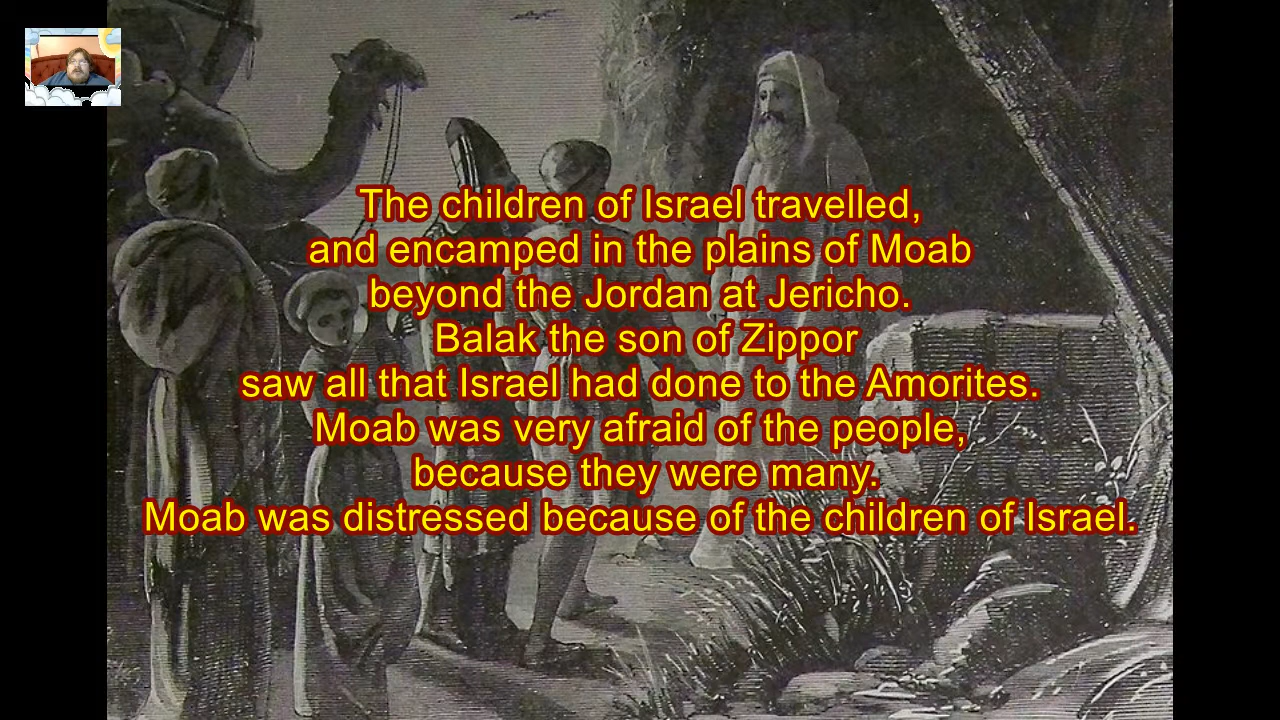 The children of Israel travelled,
and encamped in the plains of Moab
beyond the Jordan at Jericho.
Balak the son of Zippor
saw all that Israel had done to the Amorites.
Moab was very afraid of the people,
because they were many.
Moab was distressed because of the children of Israel.